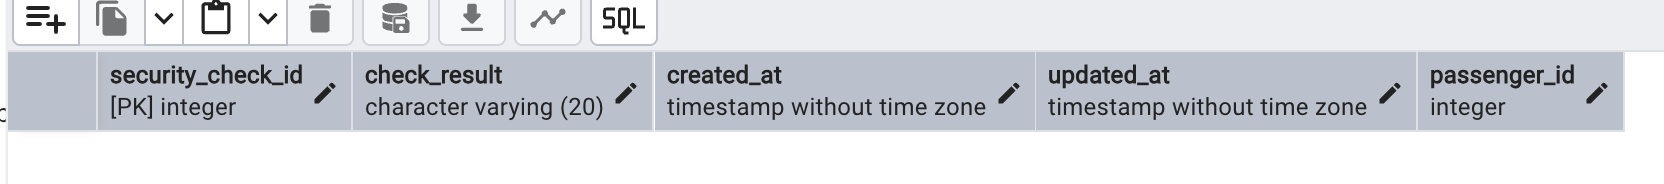 SQL
security_check_id check_result created_at updated_at passenger_id
[PK] integer character varying (20) timestamp without time zone timestamp without time zone integer